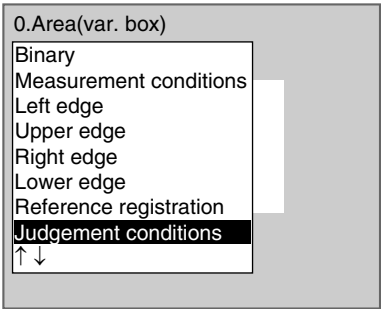 0.Area(var. box)
Binary
Measurement conditions
Left edge
Upper edge
Right edge
Lower edge
Reference registration
Judgement conditions
↑↓